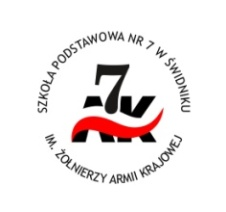 SZKOŁA PODSTAWOWA NR 7 W ŚWIDNIKU
7
AK
IM. ŻOŁNIERZY ARMII KRAJOWEJ